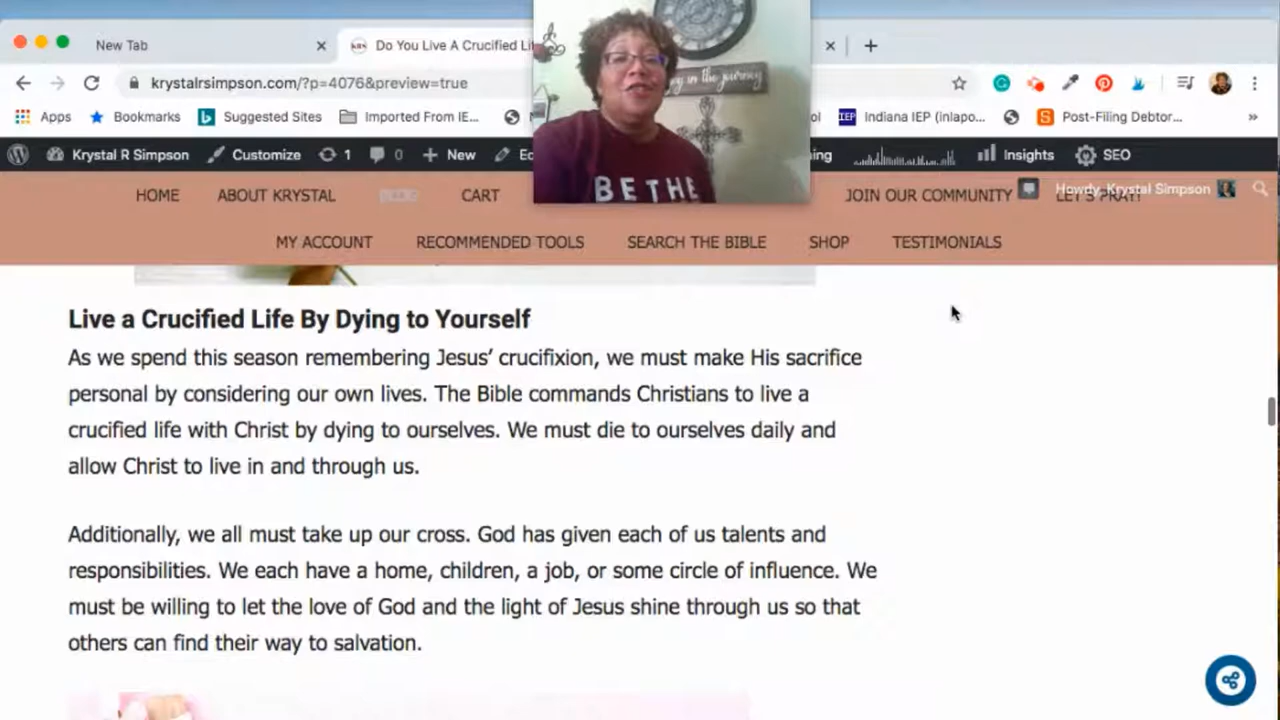 New Tab
Do You Live A Crucified Li
krystalrsimpson.com/?p=4076&preview=true
Apps Bookmarks Suggested Sites Imported From IE... Indiana IEP (inlapo... Post-Filing Debtor... »
Krystal R Simpson Customize 1 0 New Insights SEO
Howdy, Krystal Simpson
HOME ABOUT KRYSTAL BLOG CART JOIN OUR COMMUNITY LET'S PRAY!
MY ACCOUNT RECOMMENDED TOOLS SEARCH THE BIBLE SHOP TESTIMONIALS
in the journey
BE THE
Live a Crucified Life By Dying to Yourself
As we spend this season remembering Jesus’ crucifixion, we must make His sacrifice
personal by considering our own lives. The Bible commands Christians to live a
crucified life with Christ by dying to ourselves. We must die to ourselves daily and
allow Christ to live in and through us.
Additionally, we all must take up our cross. God has given each of us talents and
responsibilities. We each have a home, children, a job, or some circle of influence. We
must be willing to let the love of God and the light of Jesus shine through us so that
others can find their way to salvation.